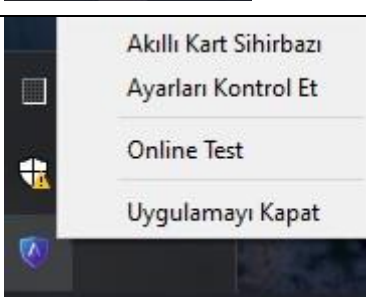 Akıllı Kart Sihirbazı
Ayarları Kontrol Et
Online Test
Uygulamayı Kapat